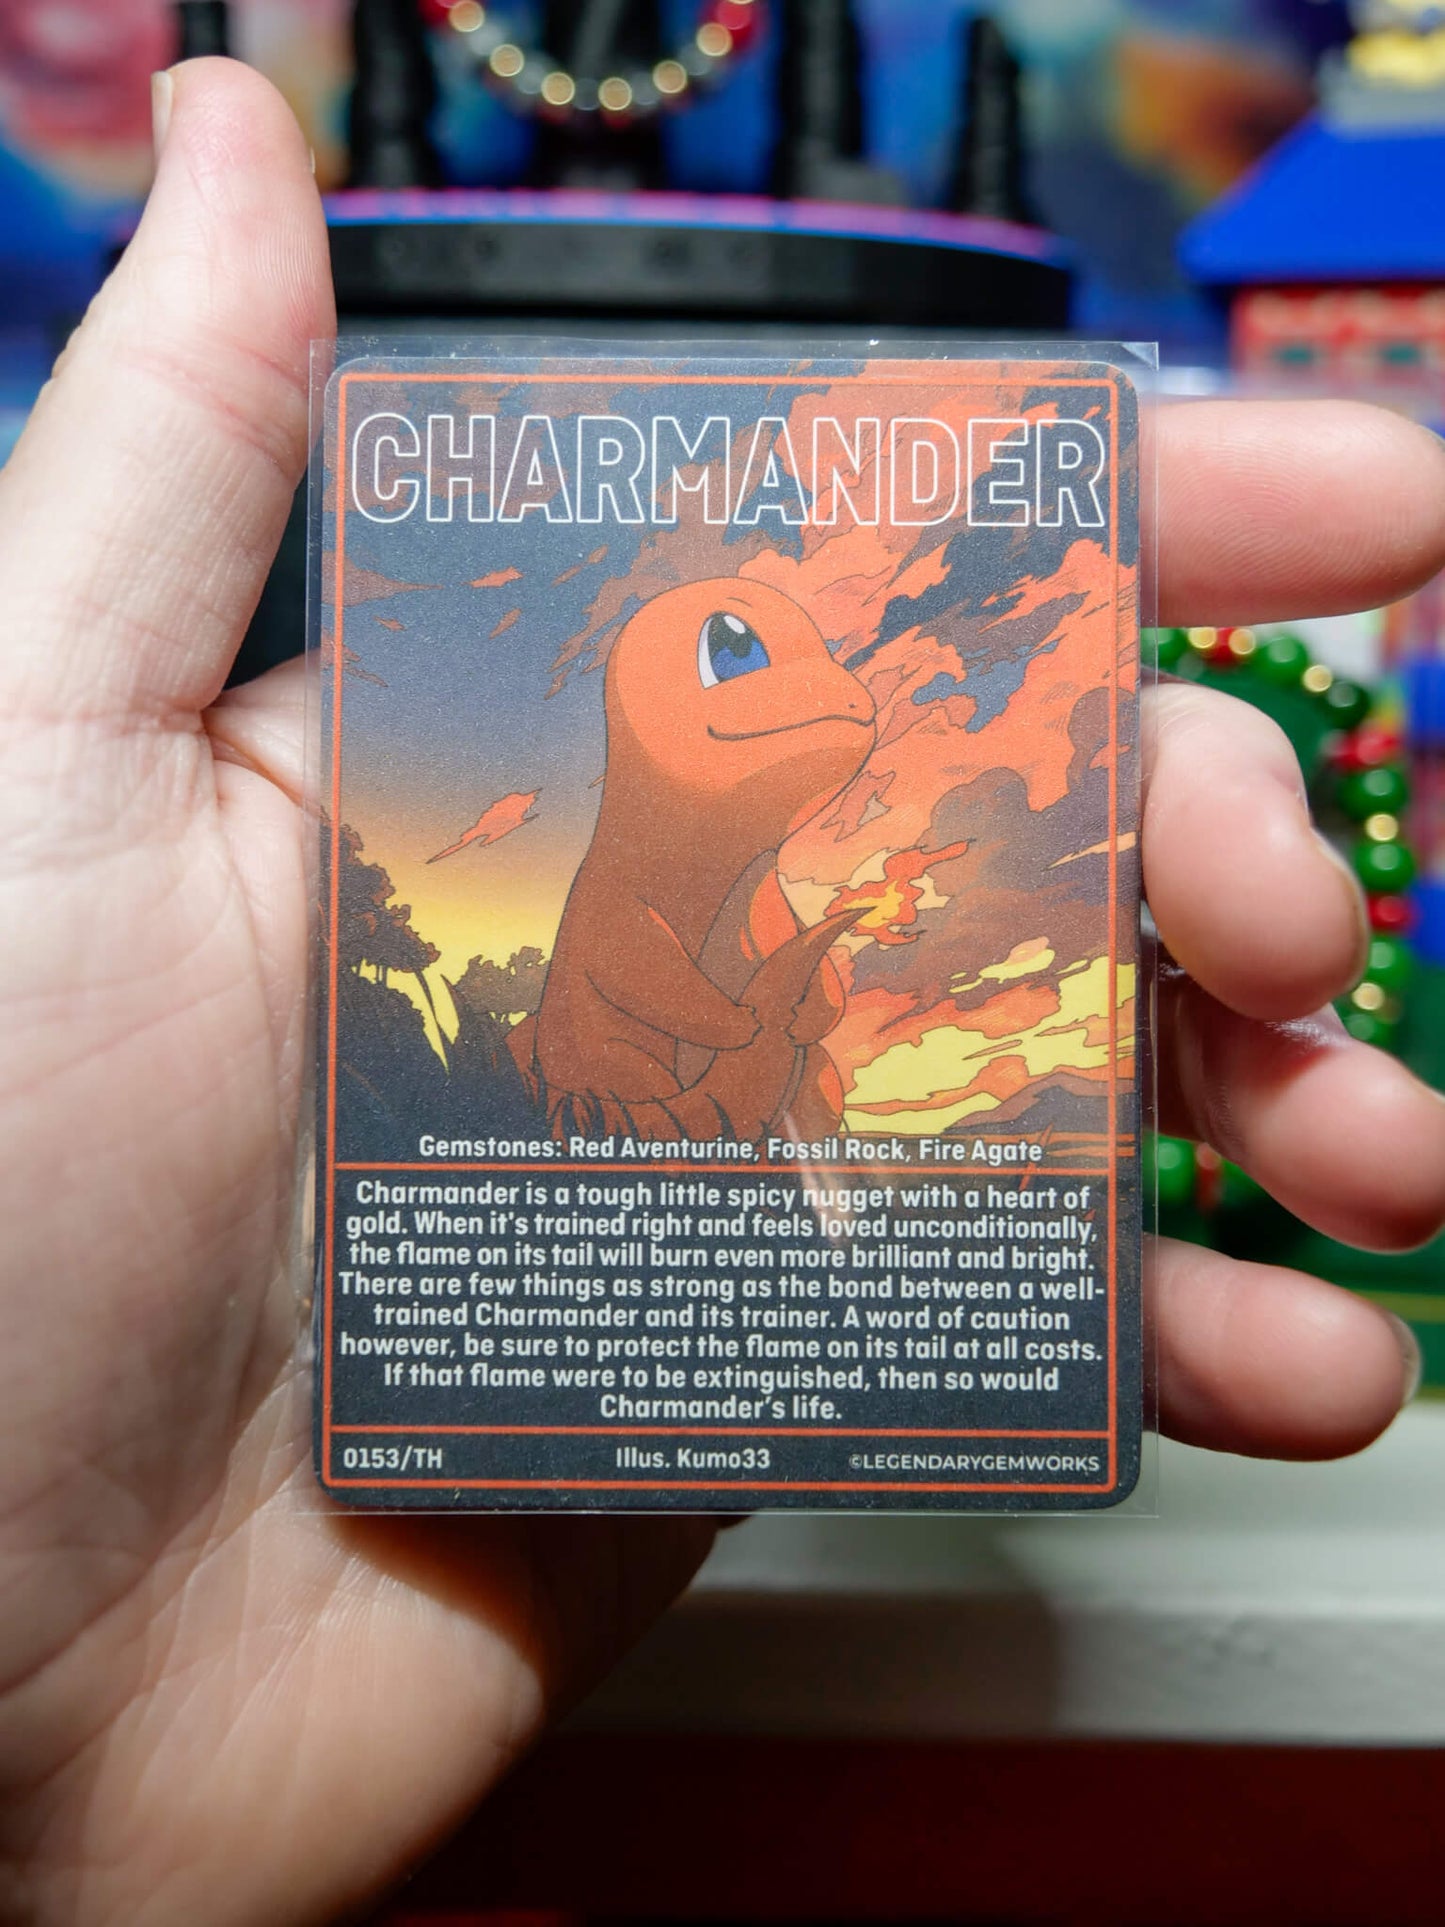 CHARMANDER
Gemstones: Red Aventurine, Fossil Rock, Fire Agate
Charmander is a tough little spicy nugget with a heart of
gold. When it's trained right and feels loved unconditionally,
the flame on its tail will burn even more brilliant and bright.
There are few things as strong as the bond between a well-
trained Charmander and its trainer. A word of caution
however, be sure to protect the flame on its tail at all costs.
If that flame were to be extinguished, then so would
Charmander's life.
0153/TH Illus. Kumo33 ©LEGENDARYGEMWORKS